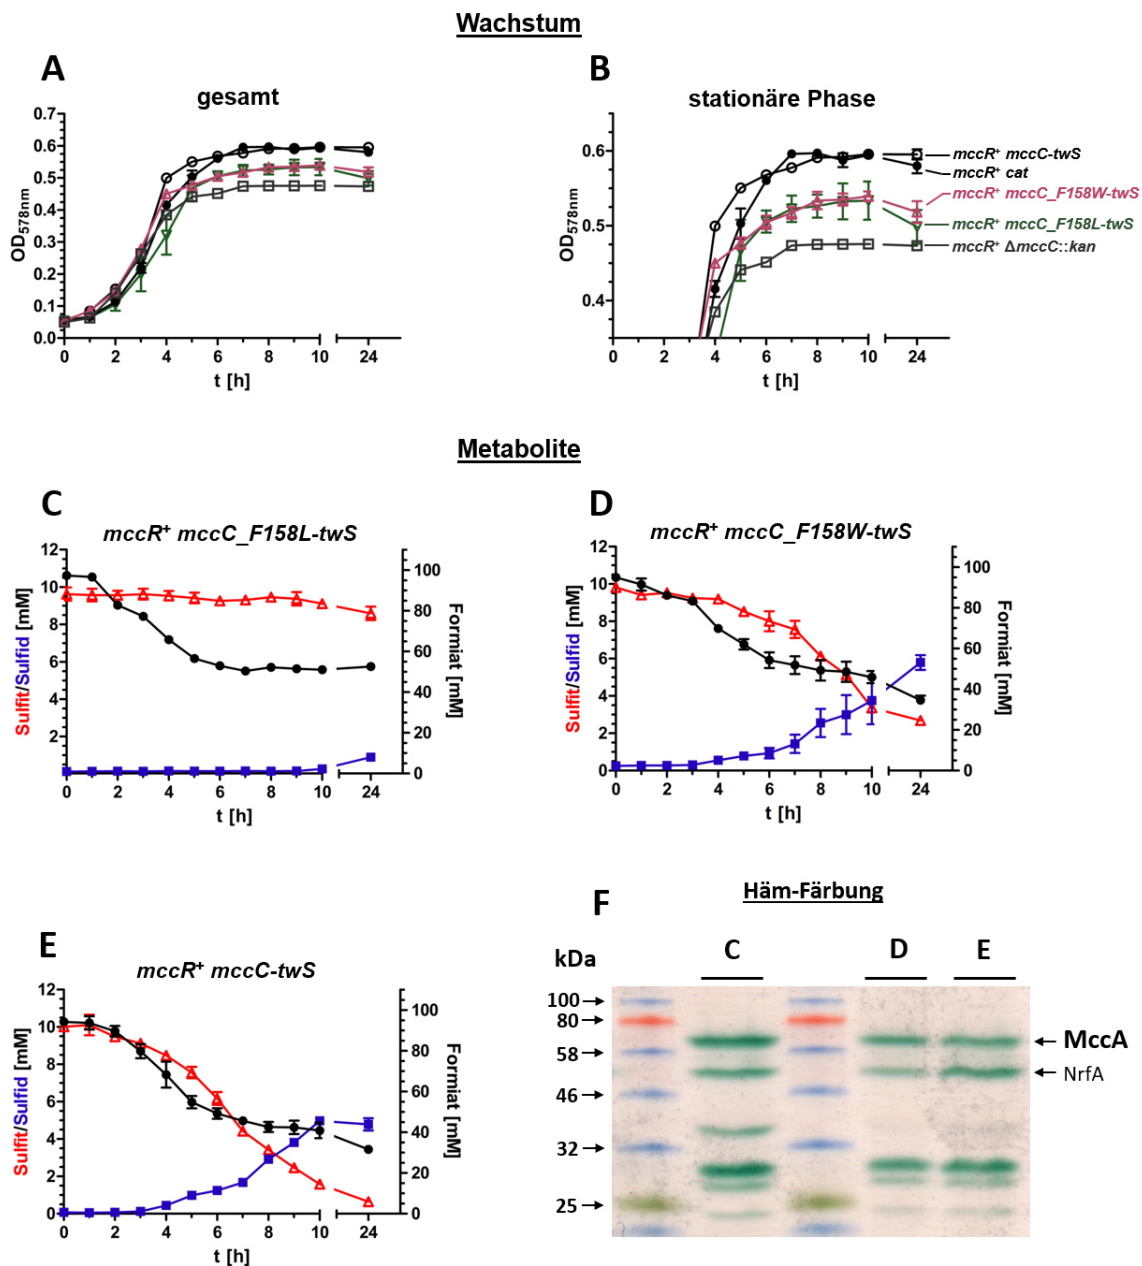 Wachstum
A
gesamt
OD578nm
0.7
0.6
0.5
0.4
0.3
0.2
0.1
0.0
0 2 4 6 8 10 24
t [h]
B
stationäre Phase
OD578nm
0.6
0.5
0.4
0 2 4 6 8 10 24
t [h]
mccR+ mccC-twS
mccR+ cat
mccR+ mccC_F158W-twS
mccR+ mccC_F158L-twS
mccR+ ΔmccC::kan
Metabolite
C
mccR+ mccC_F158L-twS
Sulfit/Sulfid [mM]
12
10
8
6
4
2
0 2 4 6 8 10 24
t [h]
100
80
60
40
20
0
Formiat [mM]
D
mccR+ mccC_F158W-twS
Sulfit/Sulfid [mM]
12
10
8
6
4
2
0
0 2 4 6 8 10 24
t [h]
100
80
60
40
20
0
Formiat [mM]
E
mccR+ mccC-twS
Sulfit/Sulfid [mM]
12
10
8
6
4
2
0
0 2 4 6 8 10 24
t [h]
100
80
60
40
20
0
Formiat [mM]
F
Häm-Färbung
kDa
C D E
100
80
58
46
32
25
MccA
NrfA